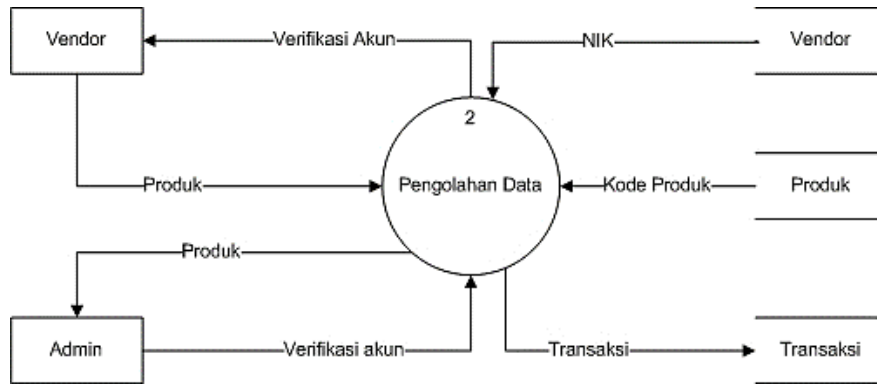 Vendor
Verifikasi Akun
NIK
Vendor
2
Produk
Pengolahan Data
Kode Produk
Produk
Produk
Admin
Verifikasi akun
Transaksi
Transaksi